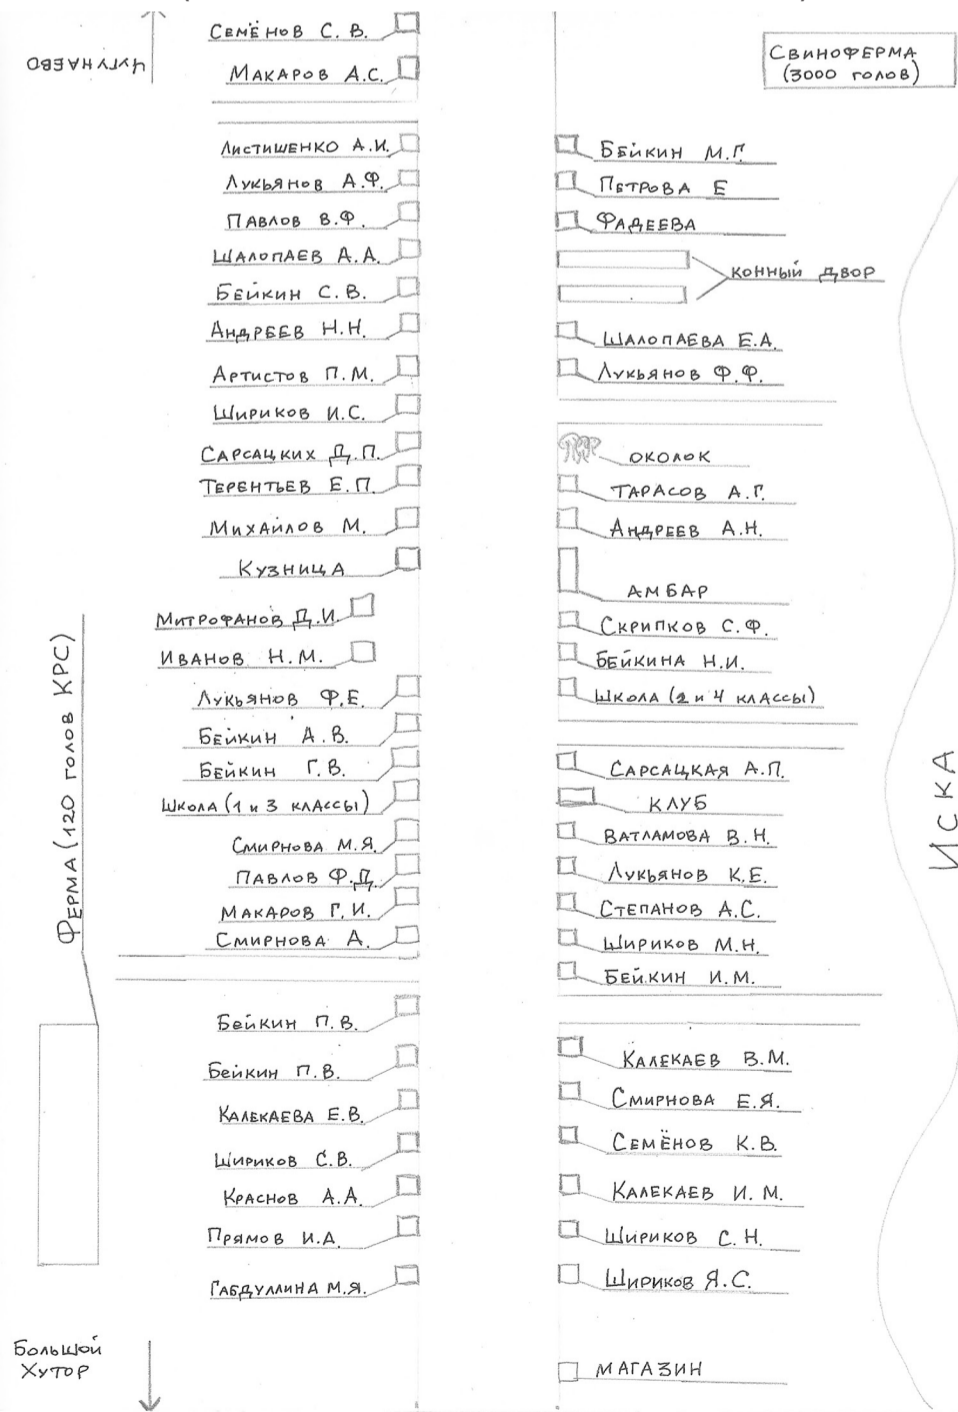 Чугунаево
Семёнов С. В.
Макаров А.С.
Листишенко А.И.
Лукьянов А.Ф.
Павлов В.Ф.
Шалопаев А.А.
Бейкин С.В.
Андреев Н.Н.
Артистов П.М.
Шириков И.С.
Сарсацких Д.П.
Терентьев Е.П.
Михайлов М.
Кузница
Митрофанов Д.И.
Иванов Н.М.
Лукьянов Ф.Е.
Бейкин А.В.
Бейкин Г.В.
Школа (1 и 3 классы)
Смирнова М.Я.
Павлов Ф.Д.
Макаров Г.И.
Смирнова А.
Бейкин П.В.
Бейкин П.В.
Калекаева Е.В.
Шириков С.В.
Краснов А.А.
Прямов И.А.
Габдуллина М.Я.
Ферма (120 голов КРС)
Большой
Хутор
Свиноферма
(3000 голов)
Бейкин М.Г.
Петрова Е
Фадеева
конный двор
Шалопаева Е.А.
Лукьянов Ф.Ф.
околок
Тарасов А.Г.
Андреев А.Н.
Амбар
Скрипков С.Ф.
Бейкина Н.И.
Школа (2 и 4 классы)
Сарсацкая А.П.
клуб
Ватламова В.Н.
Лукьянов К.Е.
Степанов А.С.
Шириков М.Н.
Бейкин И.М.
Калекаев В.М.
Смирнова Е.Я.
Семёнов К.В.
Калекаев И.М.
Шириков С.Н.
Шириков Я.С.
магазин
Иска